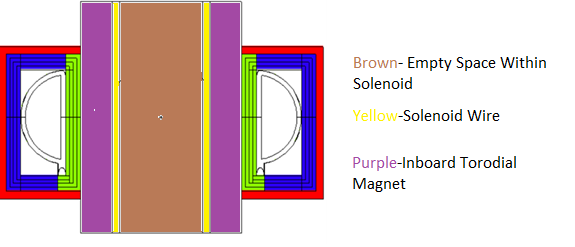 Brown- Empty Space Within
Solenoid
Yellow-Solenoid Wire
Purple-Inboard Torodial
Magnet